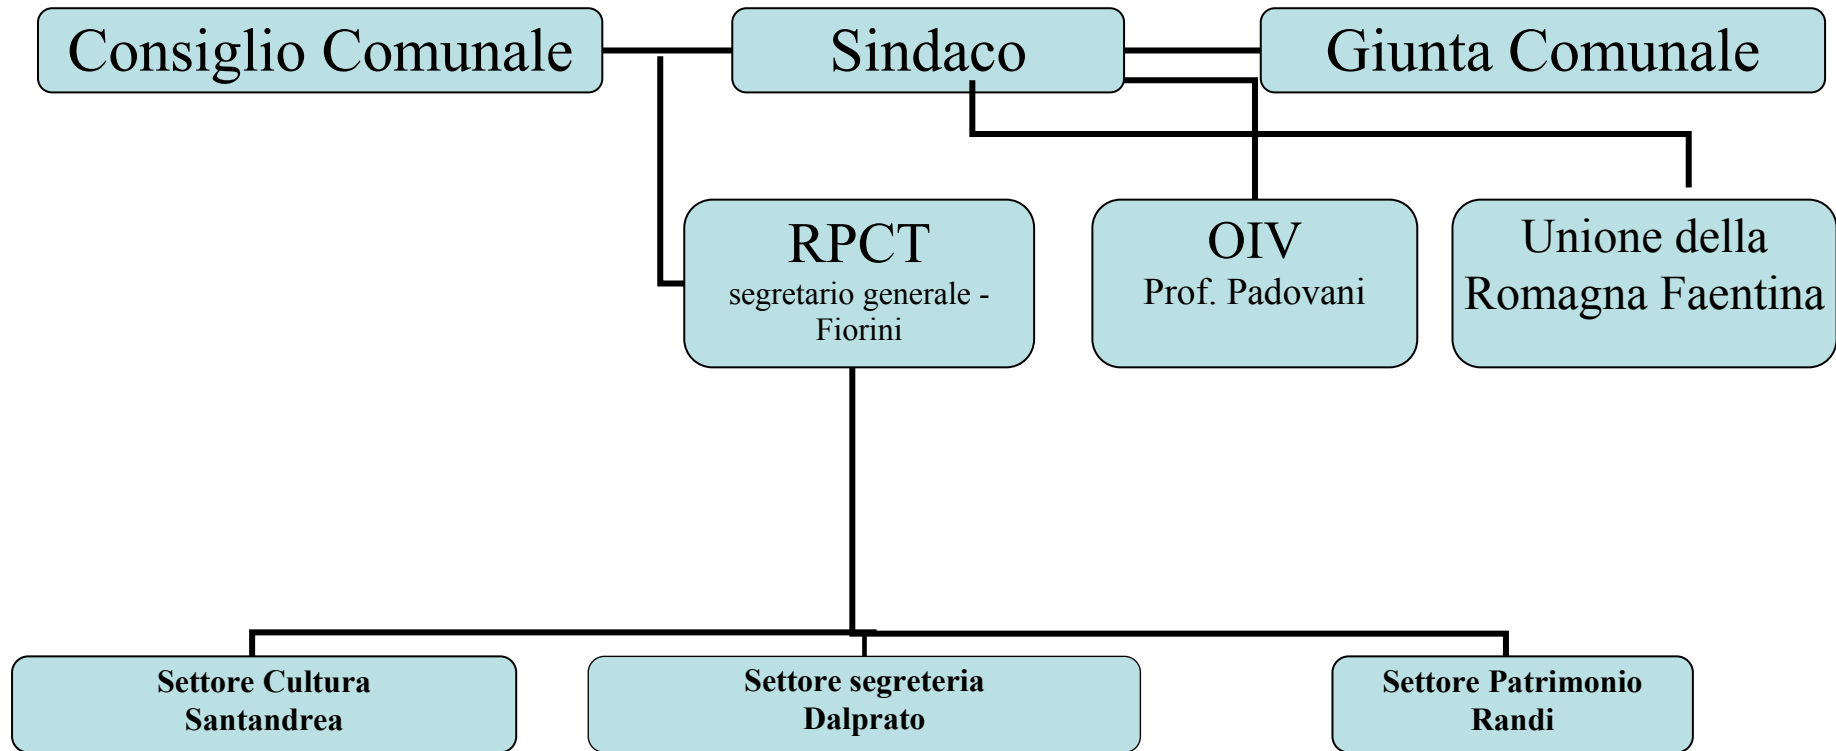 Consiglio Comunale
Sindaco
Giunta Comunale
RPCT
segretario generale -
Fiorini
OIV
Prof. Padovani
Unione della
Romagna Faentina
Settore Cultura
Santandrea
Settore segreteria
Dalprato
Settore Patrimonio
Randi